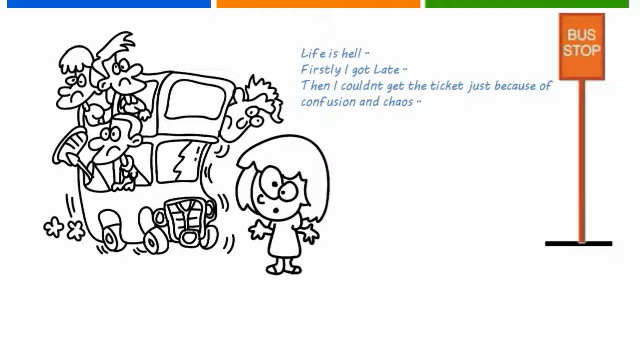 Life is hell -
Firstly I got Late -
Then I couldnt get the ticket just because of
confusion and chaos -
BUS
STOP